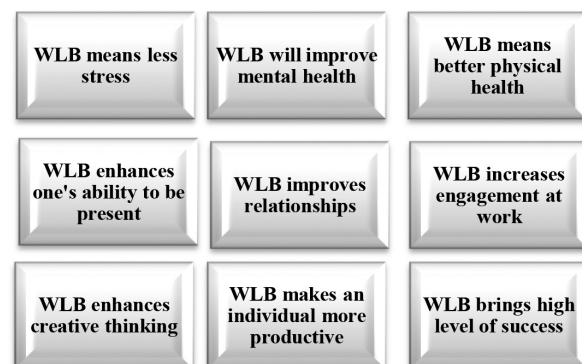 WLB means less
stress
WLB will improve
mental health
WLB means
better physical
health
WLB enhances
one's ability to be
present
WLB improves
relationships
WLB increases
engagement at
work
WLB enhances
creative thinking
WLB makes an
individual more
productive
WLB brings high
level of success